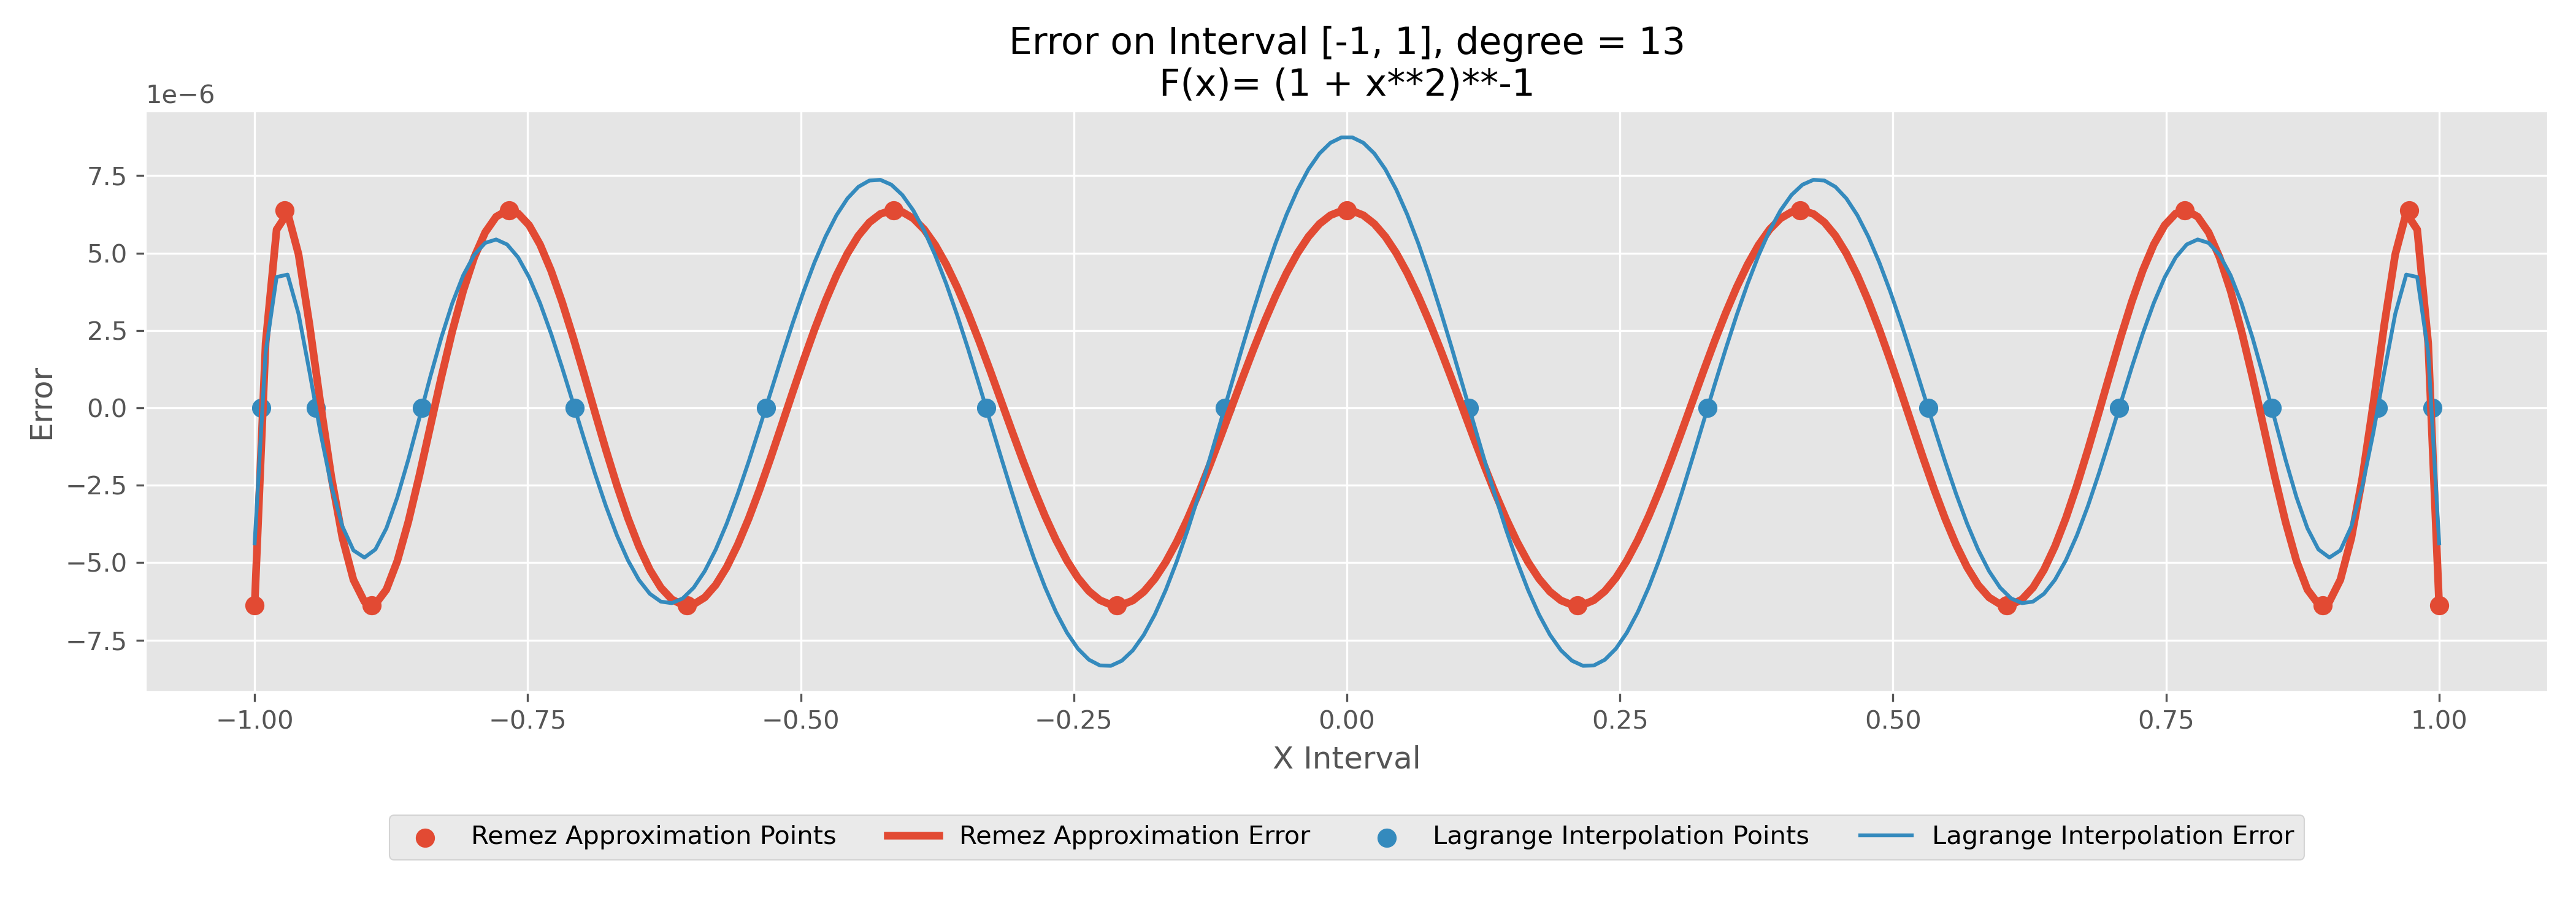 Error on Interval [-1, 1], degree = 13
F(x)= (1 + x**2)**-1
1e−6
7.5
5.0
2.5
0.0
−2.5
−5.0
−7.5
Error
−1.00 −0.75 −0.50 −0.25 0.00 0.25 0.50 0.75 1.00
X Interval
Remez Approximation Points Remez Approximation Error Lagrange Interpolation Points Lagrange Interpolation Error